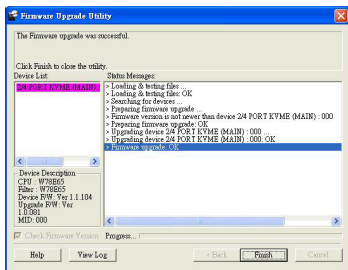 Firmware Upgrade Utility
The Firmware upgrade was successful.
Click Finish to close the utility.
Device List:
Status Messages:
2/4 PORT KVME (MAIN)
> Loading & testing files ...
> Loading & testing files: OK
> Searching for devices ...
> Preparing firmware upgrade ...
> Firmware version is not newer than device 2/4 PORT KVME (MAIN) : 000
> Preparing firmware upgrade: OK
> Upgrading device 2/4 PORT KVME (MAIN) : 000 ...
> Upgrading device 2/4 PORT KVME (MAIN) : 000: OK
> Firmware upgrade: OK
Device Description
CPU : W78E65
Filter : W78E65
Device F/W: Ver 1.1.104
Upgrade F/W: Ver
1.0.081
MID: 000
Check Firmware Version
Progress...
Help
View Log
< Back
Finish
Cancel